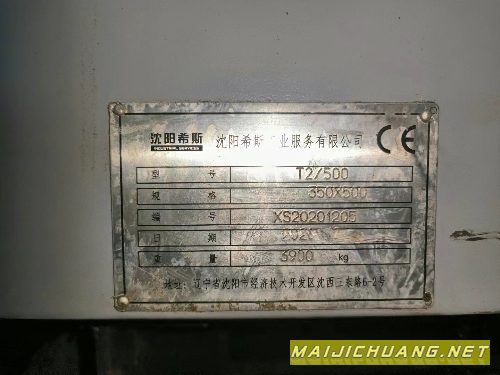 沈阳希斯
INDUSTRIAL SERVICES
沈阳希斯工业服务有限公司
CE
型号 T2/500
规格 350X500
编号 XS20201205
日期
重量 3900 kg
地址: 辽宁省沈阳市经济技术开发区沈西三东路6-2号
MAIJICHUANG.NET